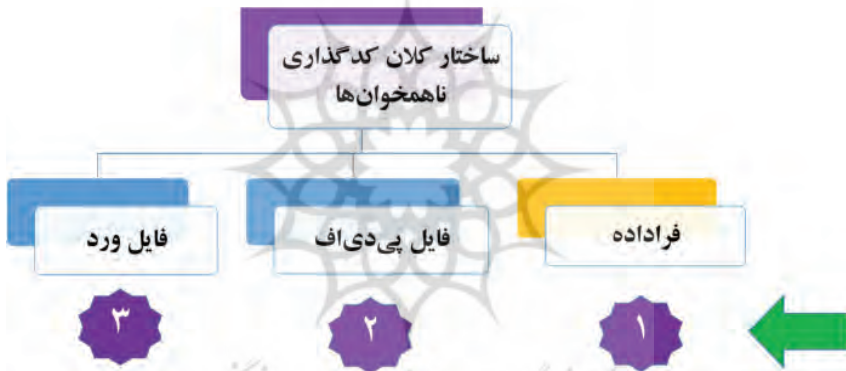 ساختار کلان کدگذاری
ناهمخوان‌ها
فراداده
فایل پی‌دی‌اف
فایل ورد
۱
۲
۳